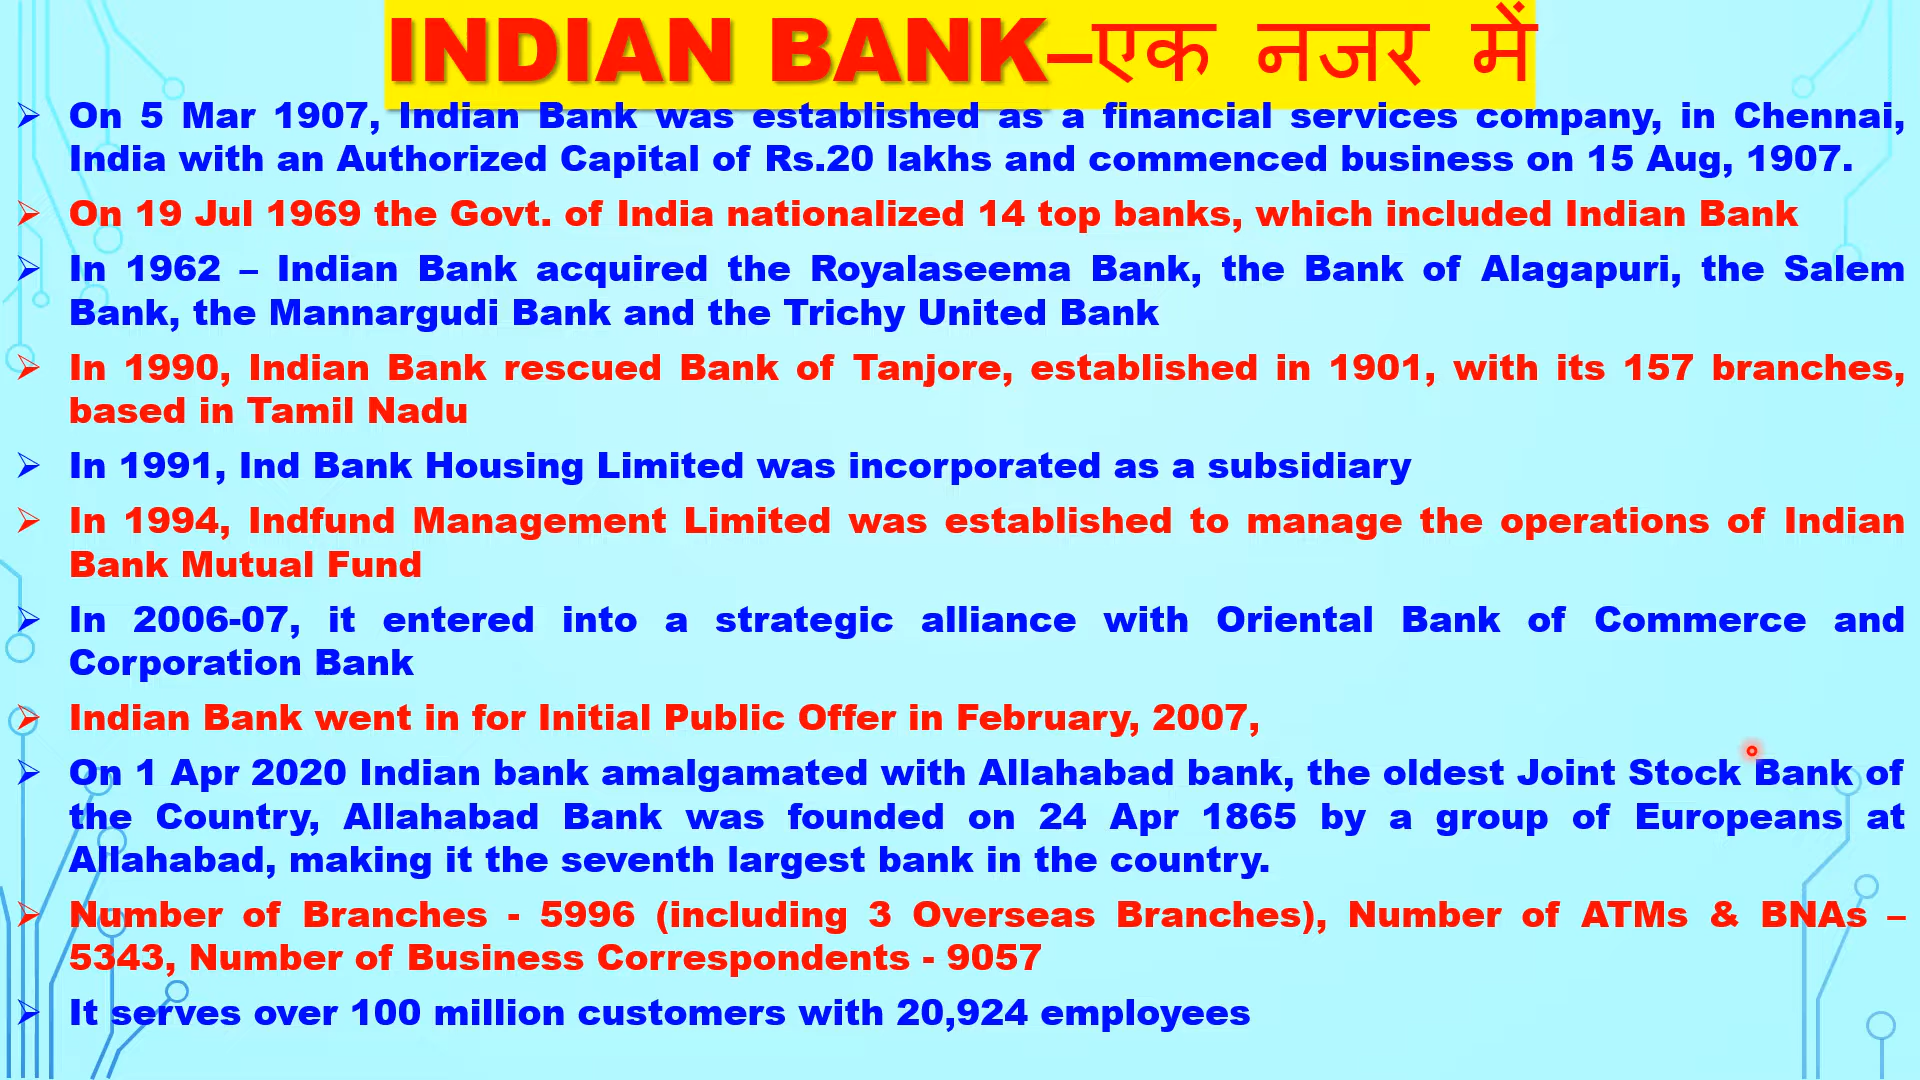 INDIAN BANK–एक नजर में
➢ On 5 Mar 1907, Indian Bank was established as a financial services company, in Chennai,
India with an Authorized Capital of Rs.20 lakhs and commenced business on 15 Aug, 1907.
➢ On 19 Jul 1969 the Govt. of India nationalized 14 top banks, which included Indian Bank
➢ In 1962 – Indian Bank acquired the Royalaseema Bank, the Bank of Alagapuri, the Salem
Bank, the Mannargudi Bank and the Trichy United Bank
➢ In 1990, Indian Bank rescued Bank of Tanjore, established in 1901, with its 157 branches,
based in Tamil Nadu
➢ In 1991, Ind Bank Housing Limited was incorporated as a subsidiary
➢ In 1994, Indfund Management Limited was established to manage the operations of Indian
Bank Mutual Fund
➢ In 2006-07, it entered into a strategic alliance with Oriental Bank of Commerce and
Corporation Bank
➢ Indian Bank went in for Initial Public Offer in February, 2007,
➢ On 1 Apr 2020 Indian bank amalgamated with Allahabad bank, the oldest Joint Stock Bank of
the Country, Allahabad Bank was founded on 24 Apr 1865 by a group of Europeans at
Allahabad, making it the seventh largest bank in the country.
➢ Number of Branches - 5996 (including 3 Overseas Branches), Number of ATMs & BNAs –
5343, Number of Business Correspondents - 9057
➢ It serves over 100 million customers with 20,924 employees